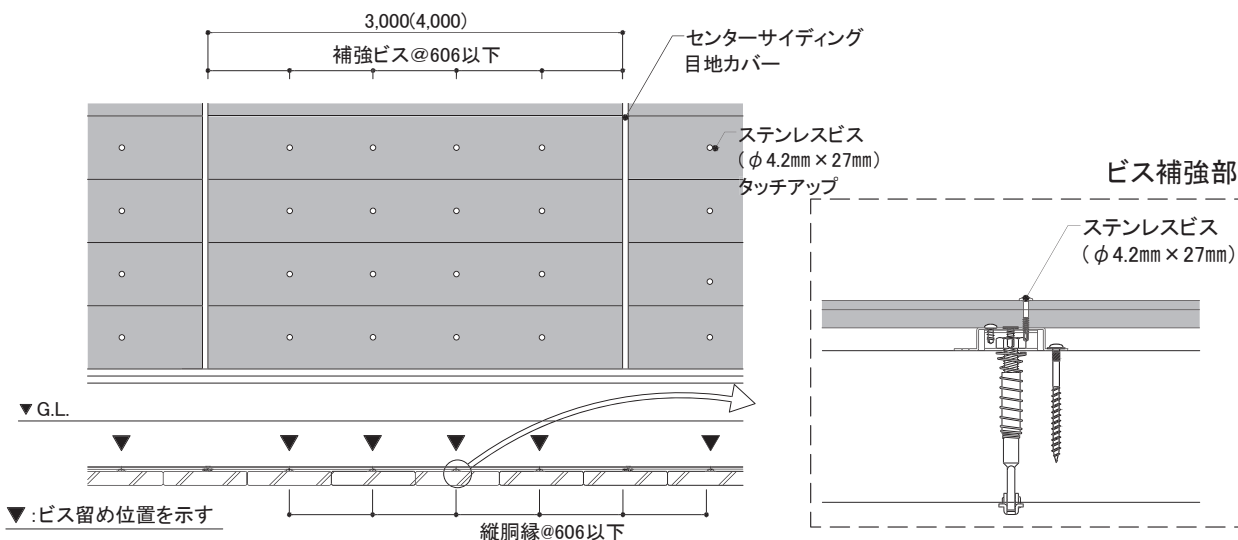 3,000(4,000)
補強ビス@606以下
センターサイディング
目地カバー
ステンレスビス
(φ4.2㎜×27㎜)
タッチアップ
▼G.L.
▼:ビス留め位置を示す
縦胴縁@606以下
ビス補強部
ステンレスビス
(φ4.2㎜×27㎜)